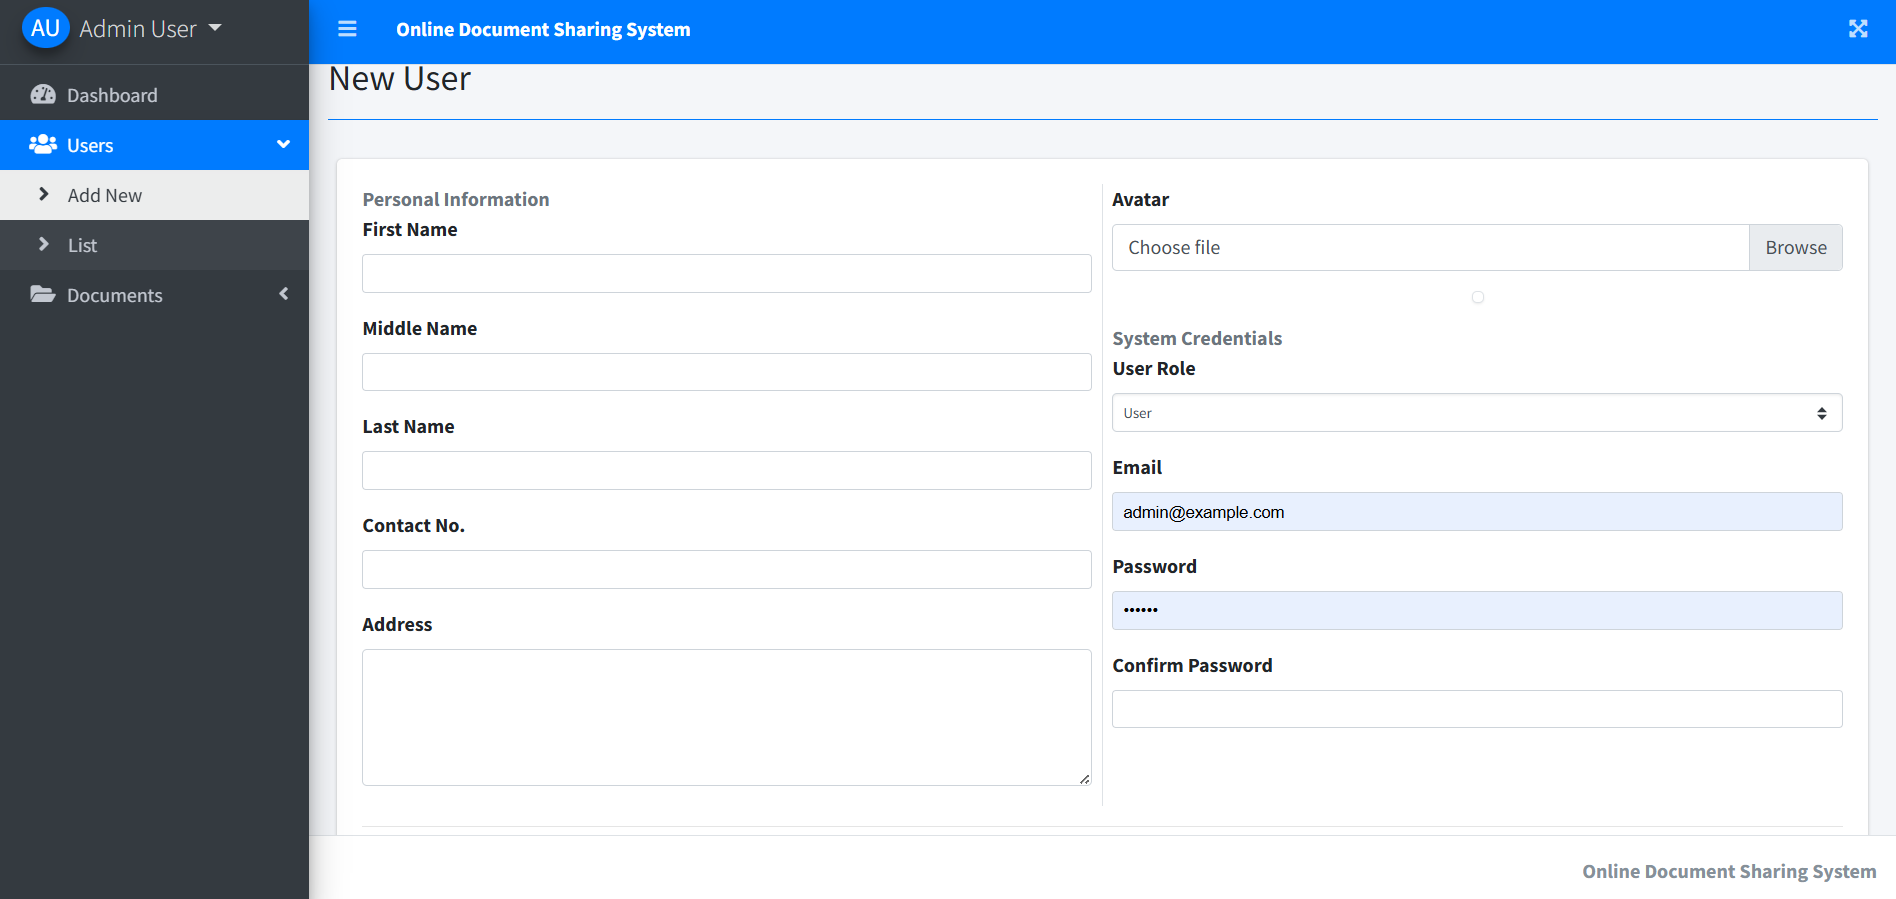 AU Admin User
Online Document Sharing System
Dashboard
Users
Add New
List
Documents
New User
Personal Information
First Name
Middle Name
Last Name
Contact No.
Address
Avatar
Choose file
Browse
System Credentials
User Role
User
Email
admin@example.com
Password
••••••
Confirm Password
Online Document Sharing System